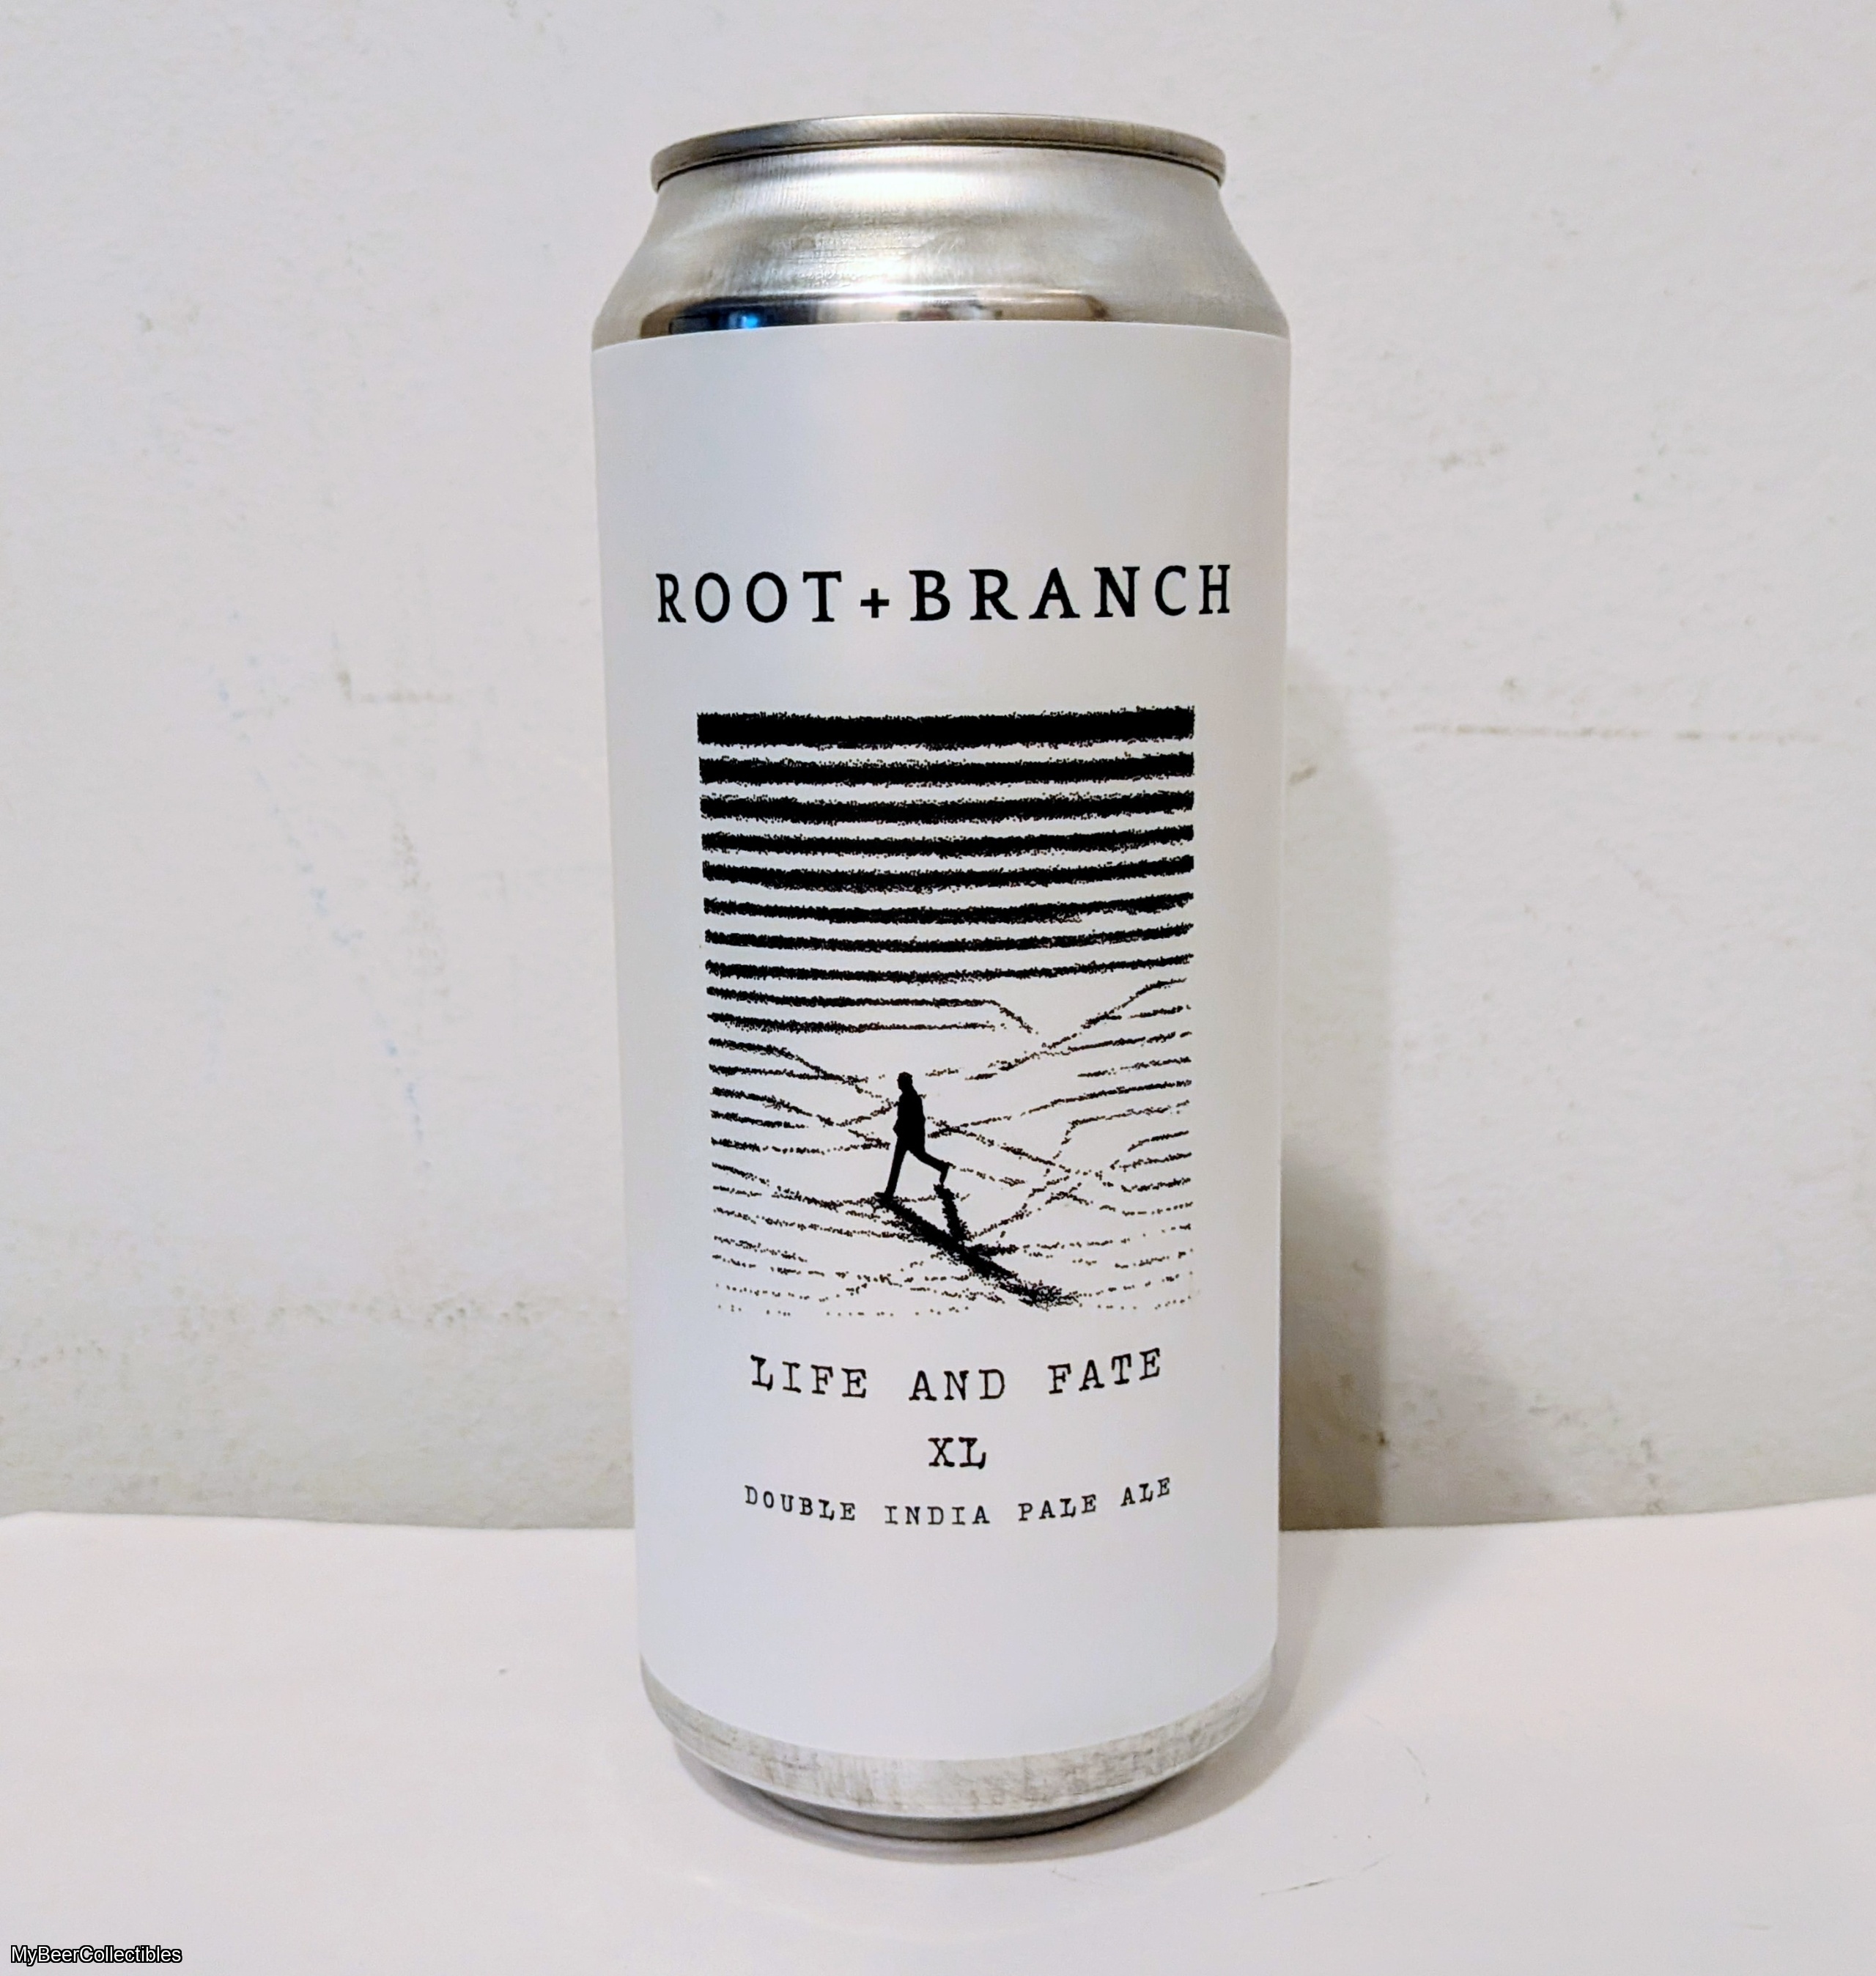 ROOT+BRANCH
LIFE AND FATE
XL
DOUBLE INDIA PALE ALE
MyBeerCollectibles